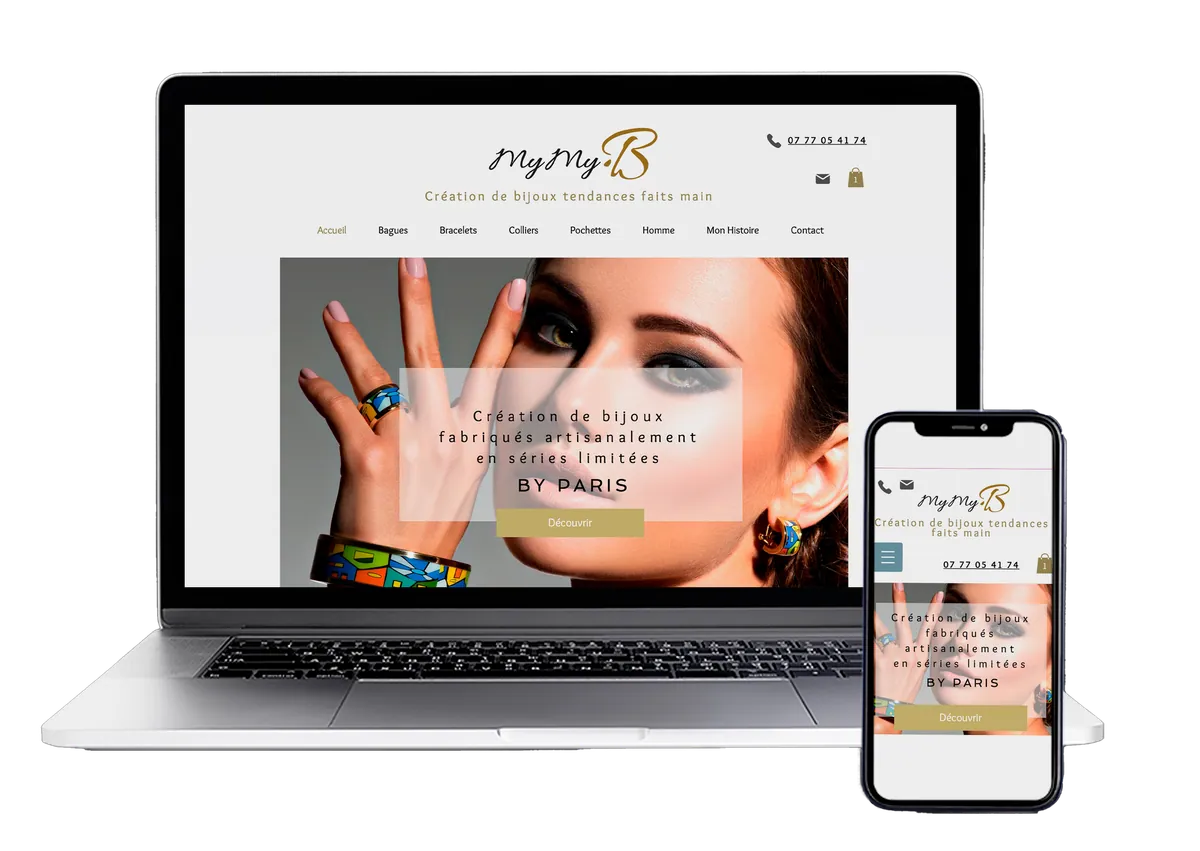 MyMy.B
07 77 05 41 74
1
Création de bijoux tendances faits main
Accueil Bagues Bracelets Colliers Pochettes Homme Mon Histoire Contact
Création de bijoux
fabriqués artisanalement
en séries limitées
BY PARIS
Découvrir
MyMy.B
Création de bijoux tendances
faits main
07 77 05 41 74
1
Création de bijoux
fabriqués
artisanalement
en séries limitées
BY PARIS
Découvrir